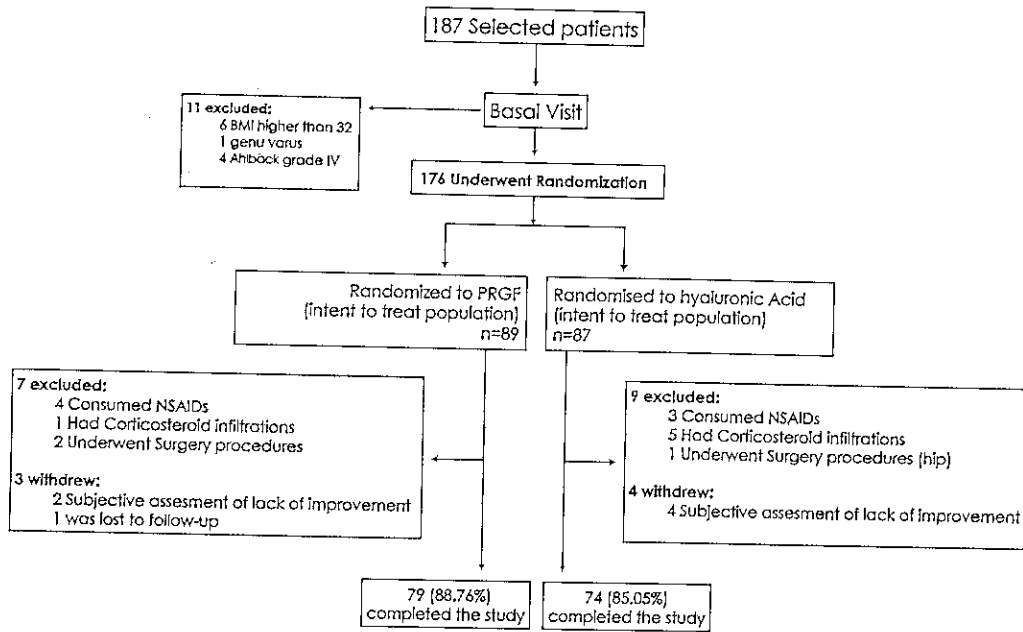 187 Selected patients
Basal Visit
11 excluded:
6 BMI higher than 32
1 genu varus
4 Ahlbäck grade IV
176 Underwent Randomization
Randomized to PRGF
(intent to treat population)
n=89
Randomised to hyaluronic Acid
(intent to treat population)
n=87
7 excluded:
4 Consumed NSAIDs
1 Had Corticosteroid infiltrations
2 Underwent Surgery procedures
3 withdrew:
2 Subjective assesment of lack of improvement
1 was lost to follow-up
9 excluded:
3 Consumed NSAIDs
5 Had Corticosteroid infiltrations
1 Underwent Surgery procedures (hip)
4 withdrew:
4 Subjective assesment of lack of improvement
79 (88.76%)
completed the study
74 (85.05%)
completed the study